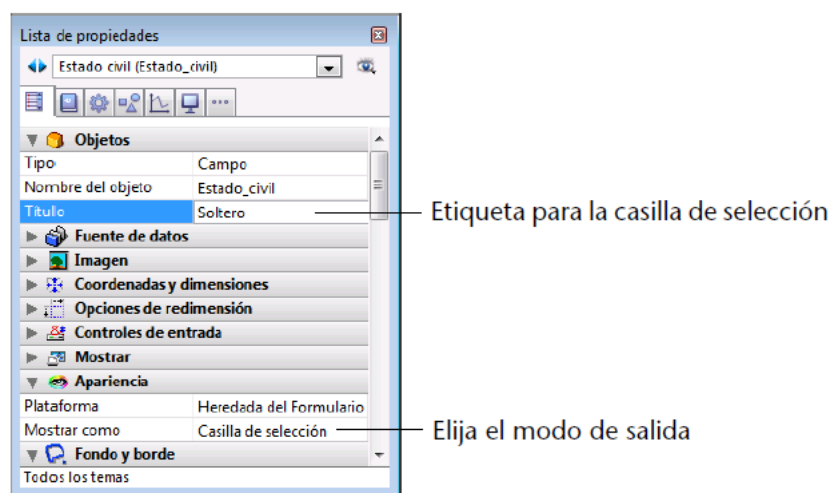 Lista de propiedades
Estado civil (Estado_civil)
Objetos
Tipo Campo
Nombre del objeto Estado_civil
Título Soltero
Etiqueta para la casilla de selección
Fuente de datos
Imagen
Coordenadas y dimensiones
Opciones de redimensión
Controles de entrada
Mostrar
Apariencia
Plataforma Heredada del Formulario
Mostrar como Casilla de selección
Elija el modo de salida
Fondo y borde
Todos los temas